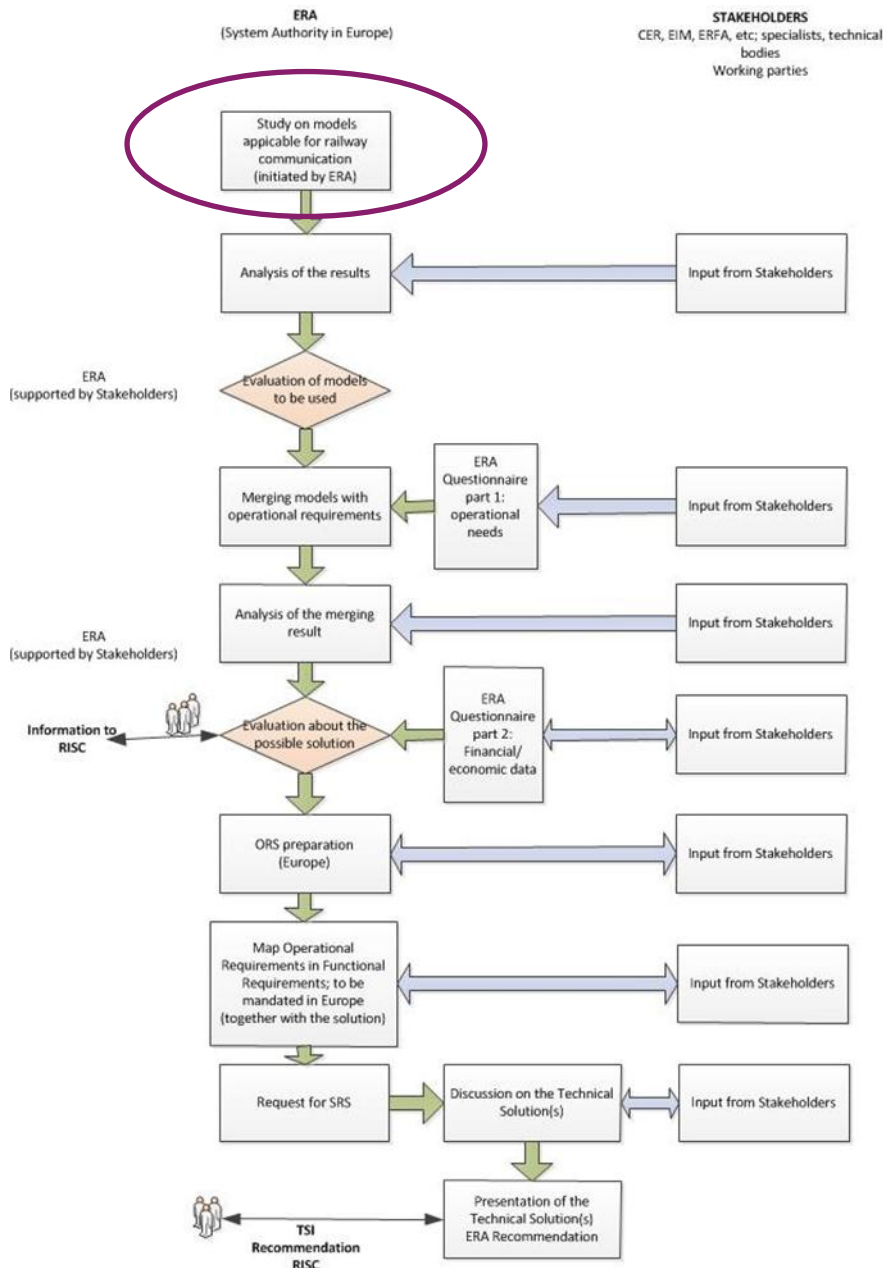 ERA
(System Authority in Europe)
STAKEHOLDERS
CER, EIM, ERFA, etc; specialists, technical
bodies
Working parties
Study on models
appicable for railway
communication
(initiated by ERA)
Analysis of the results
Input from Stakeholders
ERA
(supported by Stakeholders)
Evaluation of models
to be used
Merging models with
operational requirements
ERA
Questionnaire
part 1:
operational
needs
Input from Stakeholders
Analysis of the merging
result
Input from Stakeholders
ERA
(supported by Stakeholders)
Information to
RISC
Evaluation about the
possible solution
ERA
Questionnaire
part 2:
Financial/
economic data
Input from Stakeholders
ORS preparation
(Europe)
Input from Stakeholders
Map Operational
Requirements in Functional
Requirements; to be
mandated in Europe
(together with the solution)
Input from Stakeholders
Request for SRS
Discussion on the Technical
Solution(s)
Input from Stakeholders
TSI
Recommendation
RISC
Presentation of the
Technical Solution(s)
ERA Recommendation